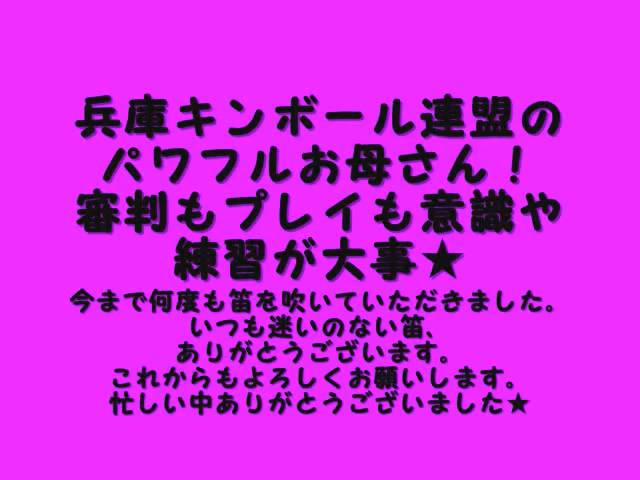 兵庫キンボール連盟の
パワフルお母さん！
審判もプレイも意識や
練習が大事★
今まで何度も笛を吹いていただきました。
いつも迷いのない笛、
ありがとうございます。
これからもよろしくお願いします。
忙しい中ありがとうございました★